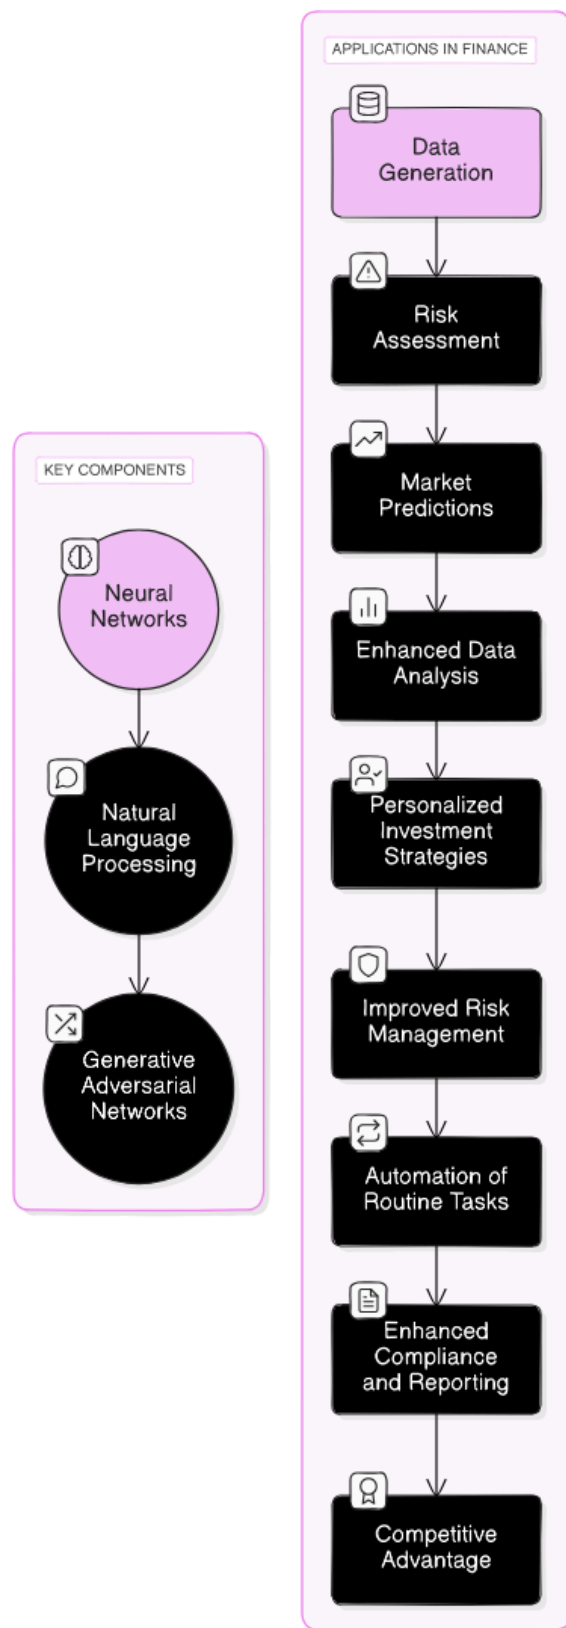 APPLICATIONS IN FINANCE
Data
Generation
Risk
Assessment
Market
Predictions
Enhanced Data
Analysis
Personalized
Investment
Strategies
Improved Risk
Management
Automation of
Routine Tasks
Enhanced
Compliance
and Reporting
Competitive
Advantage
KEY COMPONENTS
Neural
Networks
Natural
Language
Processing
Generative
Adversarial
Networks